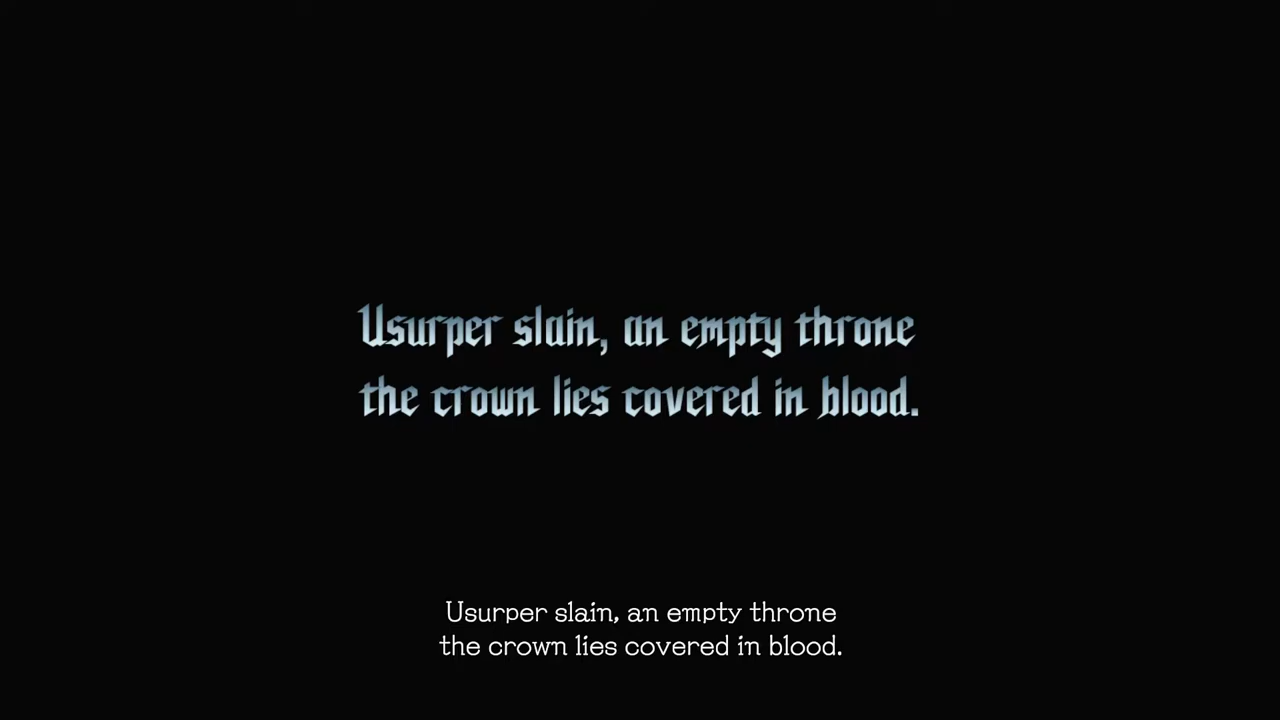 Usurper slain, an empty throne
the crown lies covered in blood.
Usurper slain, an empty throne
the crown lies covered in blood.